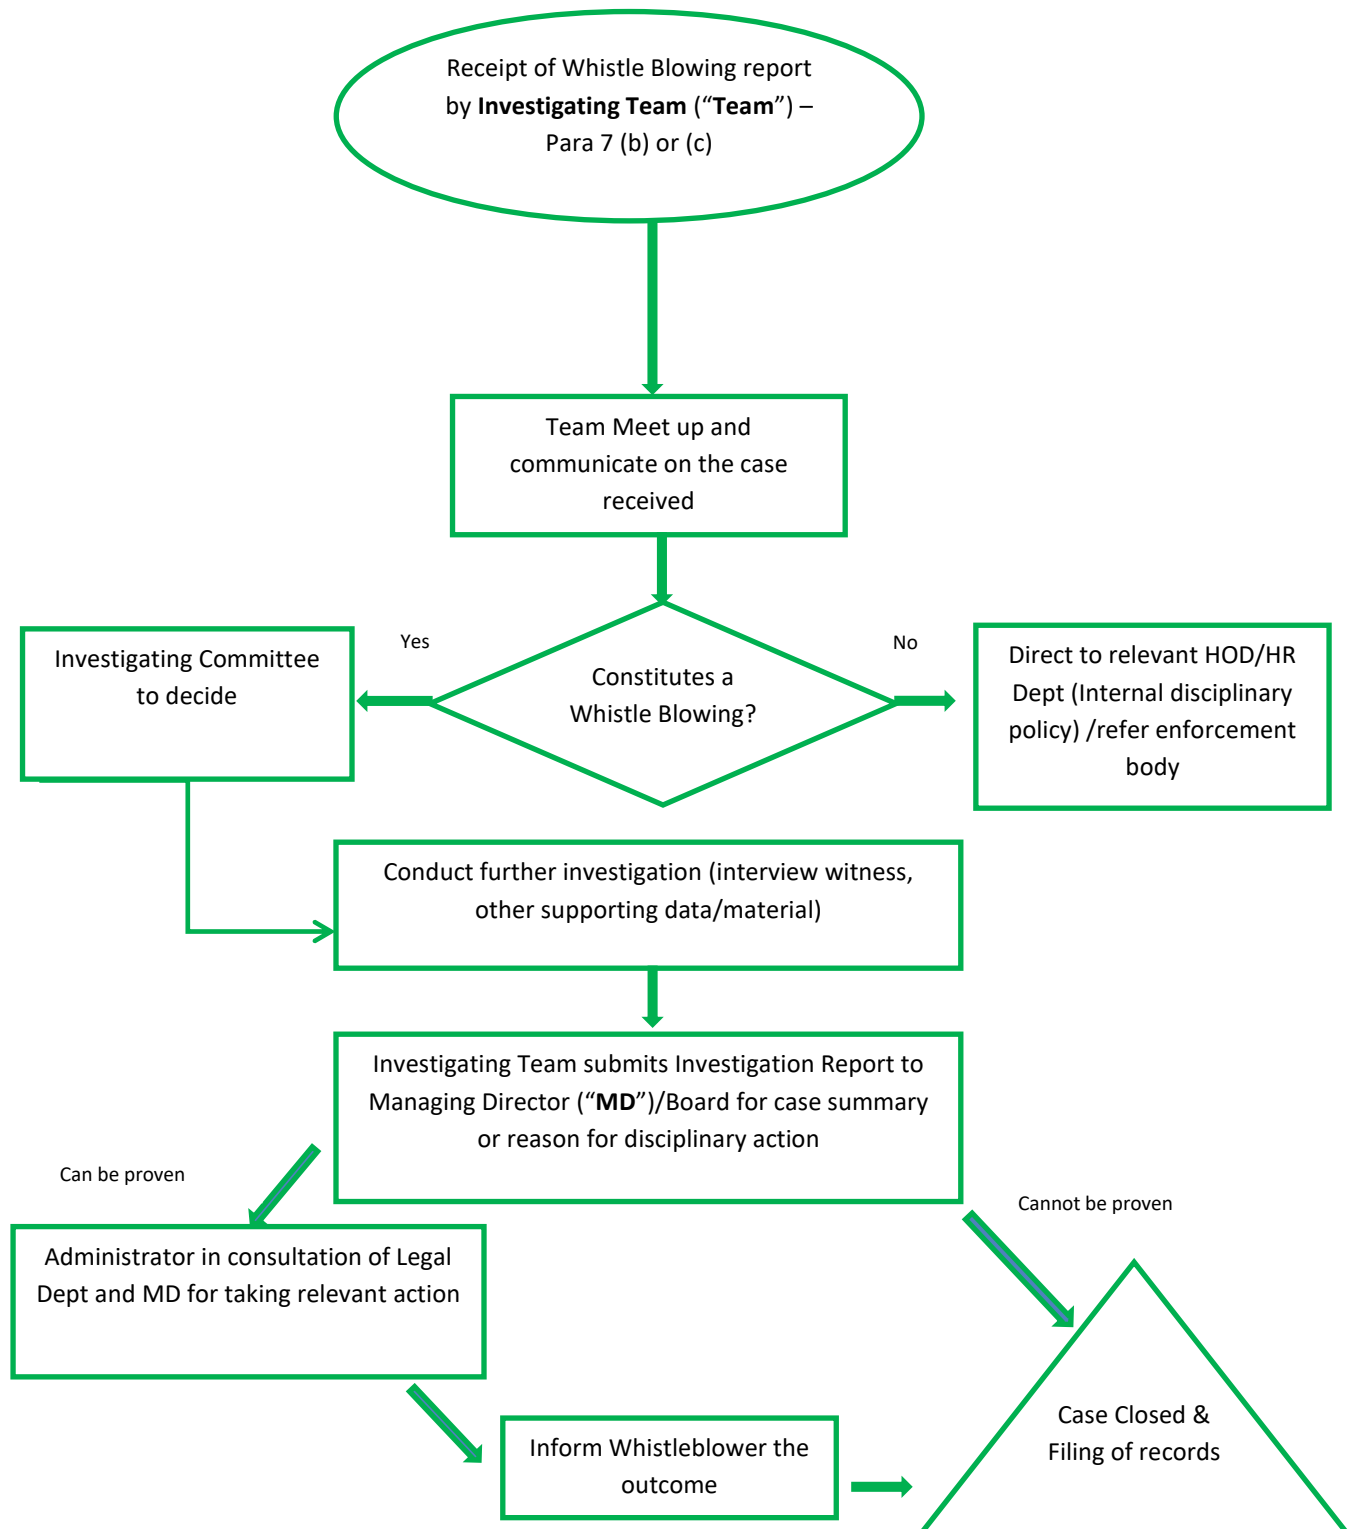 Receipt of Whistle Blowing report
by Investigating Team (“Team”) –
Para 7 (b) or (c)
Team Meet up and
communicate on the case
received
Yes
No
Investigating Committee
to decide
Constitutes a
Whistle Blowing?
Direct to relevant HOD/HR
Dept (Internal disciplinary
policy) /refer enforcement
body
Conduct further investigation (interview witness,
other supporting data/material)
Investigating Team submits Investigation Report to
Managing Director (“MD”)/Board for case summary
or reason for disciplinary action
Can be proven
Cannot be proven
Administrator in consultation of Legal
Dept and MD for taking relevant action
Inform Whistleblower the
outcome
Case Closed &
Filing of records